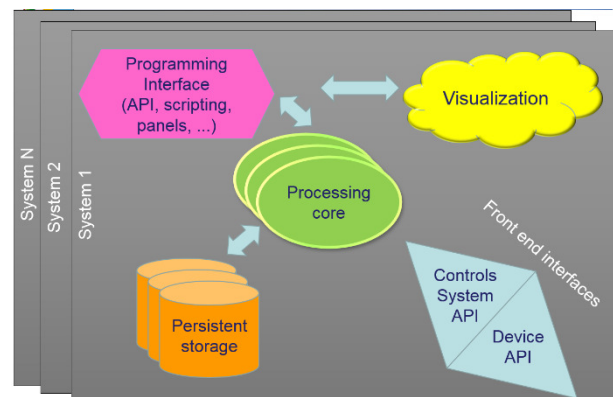 Programming
Interface
(API, scripting,
panels, ...)
Visualization
Processing
core
Persistent
storage
Front end interfaces
Controls
System
API
Device
API
System N
System 2
System 1